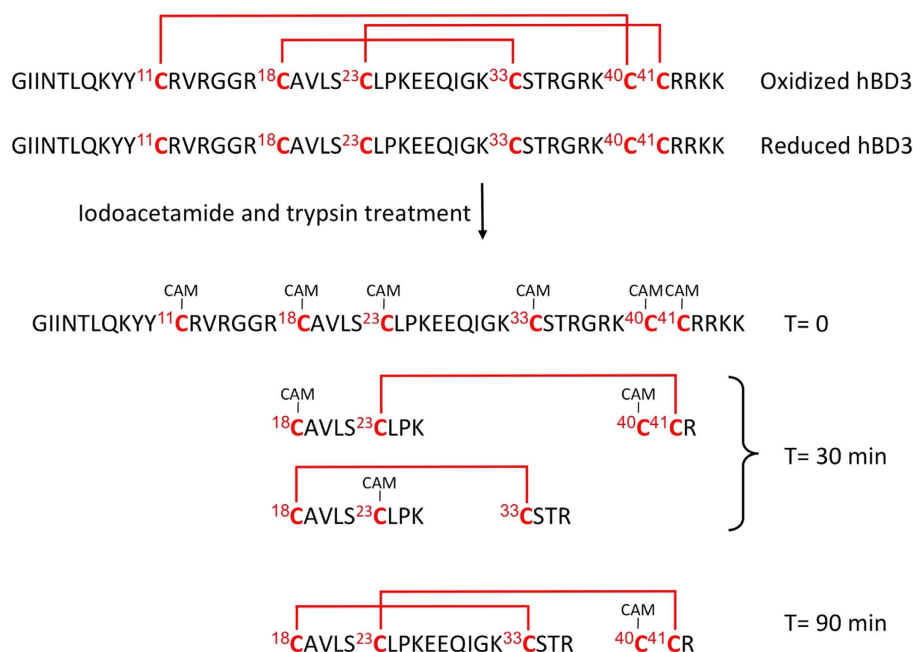 GIINTLQKYY¹¹CRVRGGR¹⁸CAVLS²³CLPKEEQIGK³³CSTRGRK⁴⁰C⁴¹CRRKK Oxidized hBD3
GIINTLQKYY¹¹CRVRGGR¹⁸CAVLS²³CLPKEEQIGK³³CSTRGRK⁴⁰C⁴¹CRRKK Reduced hBD3
Iodoacetamide and trypsin treatment
CAM CAM CAM CAM CAM CAM
GIINTLQKYY¹¹CRVRGGR¹⁸CAVLS²³CLPKEEQIGK³³CSTRGRK⁴⁰C⁴¹CRRKK T= 0
CAM CAM
¹⁸CAVLS²³CLPK ⁴⁰C⁴¹CR
T= 30 min
CAM
¹⁸CAVLS²³CLPK ³³CSTR
CAM
¹⁸CAVLS²³CLPKEEQIGK³³CSTR ⁴⁰C⁴¹CR T= 90 min